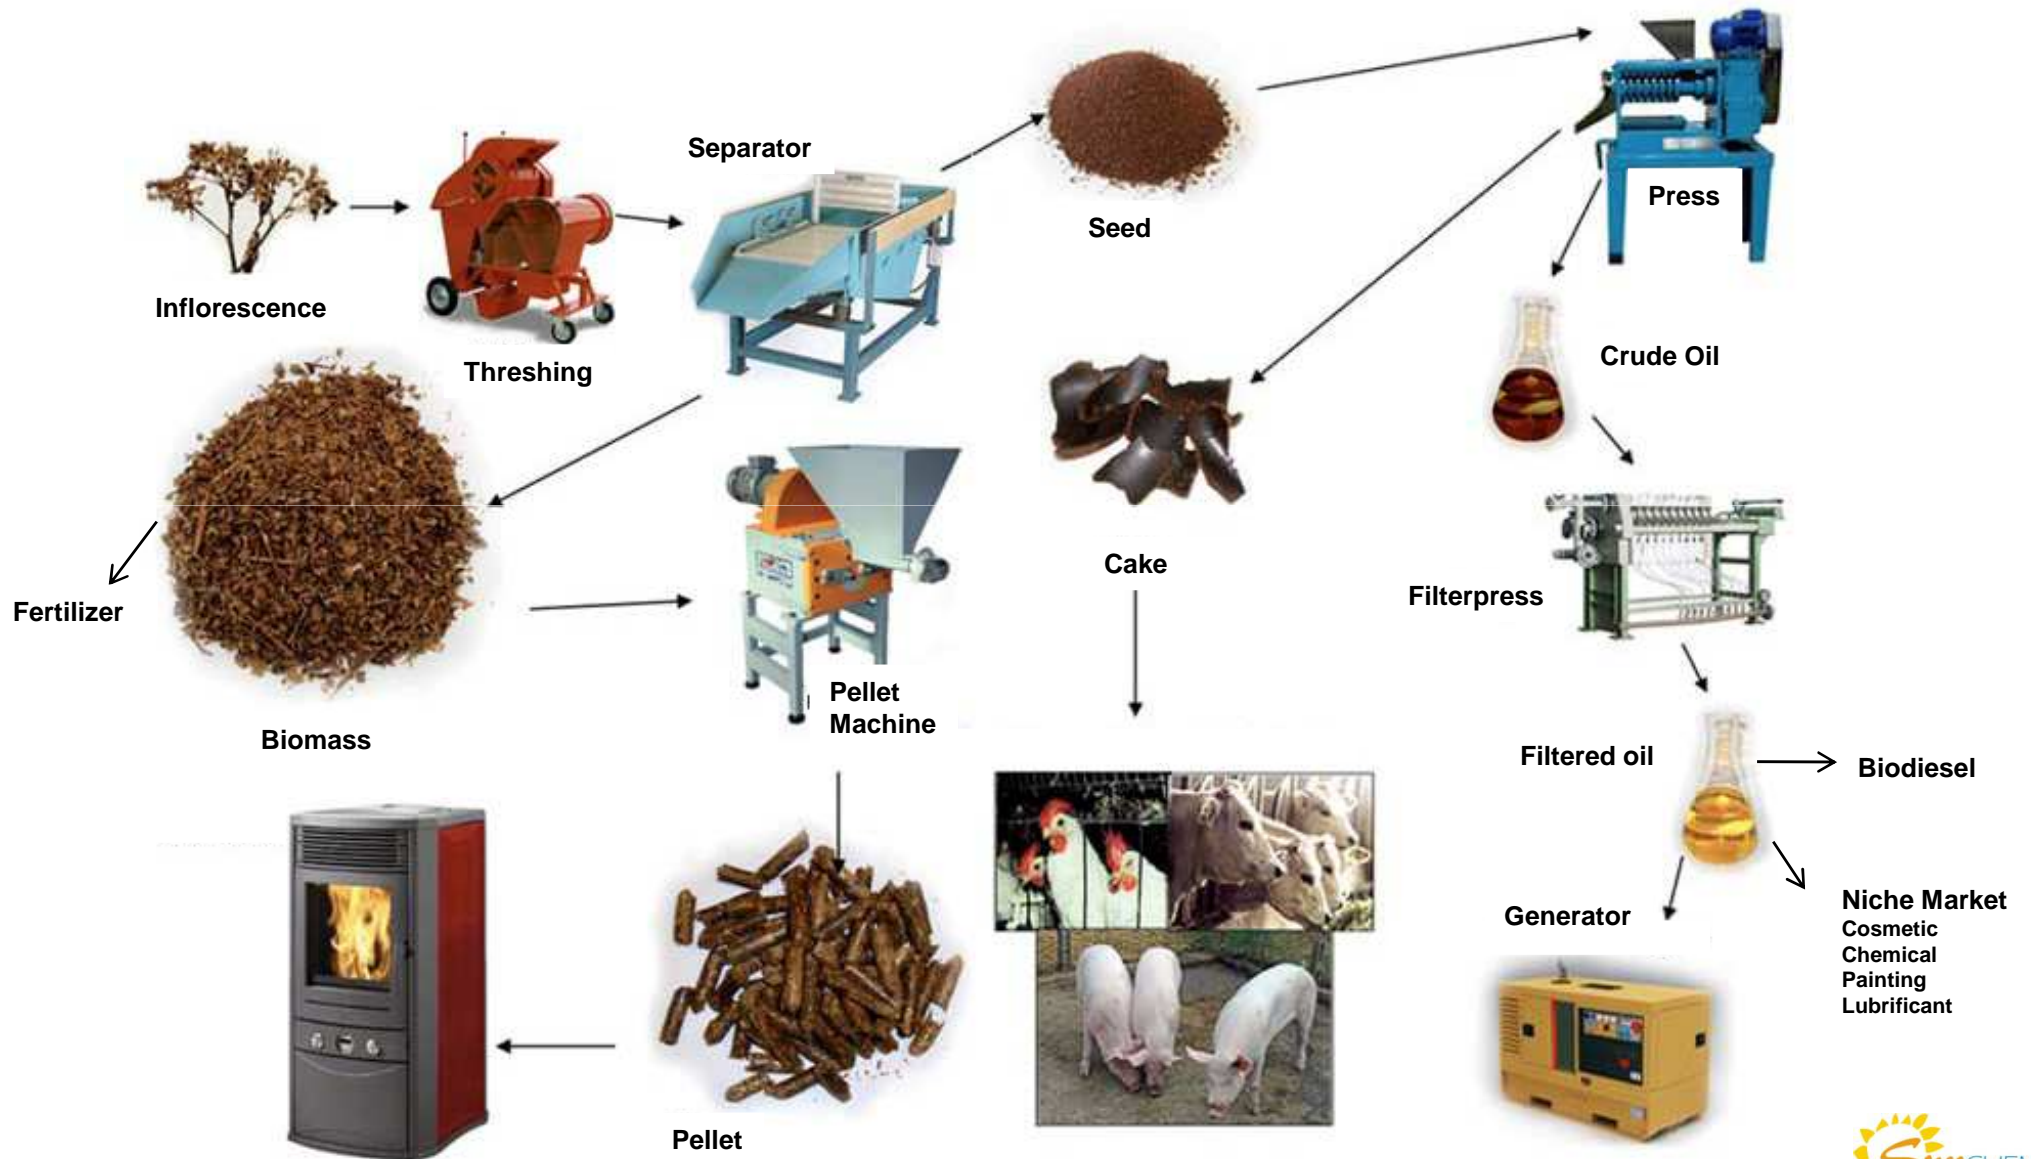 Separator
Seed
Press
Inflorescence
Threshing
Crude Oil
Cake
Filterpress
Fertilizer
Pellet
Machine
Biomass
Filtered oil
Biodiesel
Generator
Niche Market
Cosmetic
Chemical
Painting
Lubrificant
Pellet